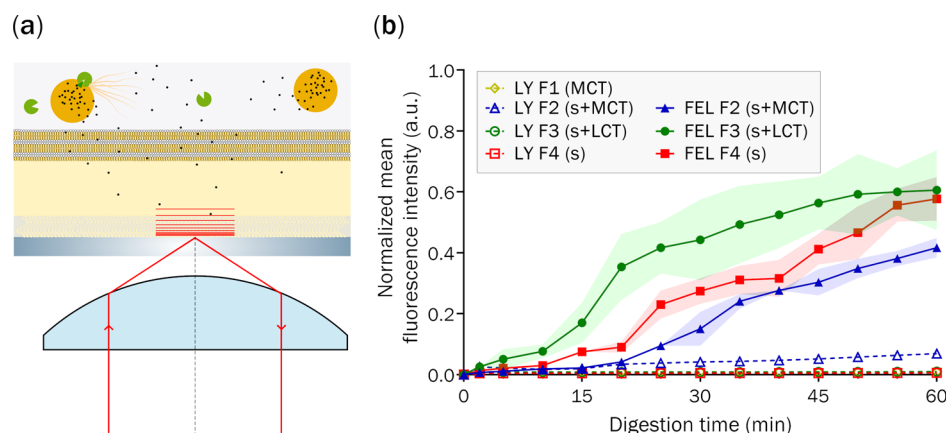 (a)
(b)
Normalized mean
fluorescence intensity (a.u.)
1.0
0.8
0.6
0.4
0.2
0.0
LY F1 (MCT)
LY F2 (s+MCT)
LY F3 (s+LCT)
LY F4 (s)
FEL F2 (s+MCT)
FEL F3 (s+LCT)
FEL F4 (s)
0 15 30 45 60
Digestion time (min)